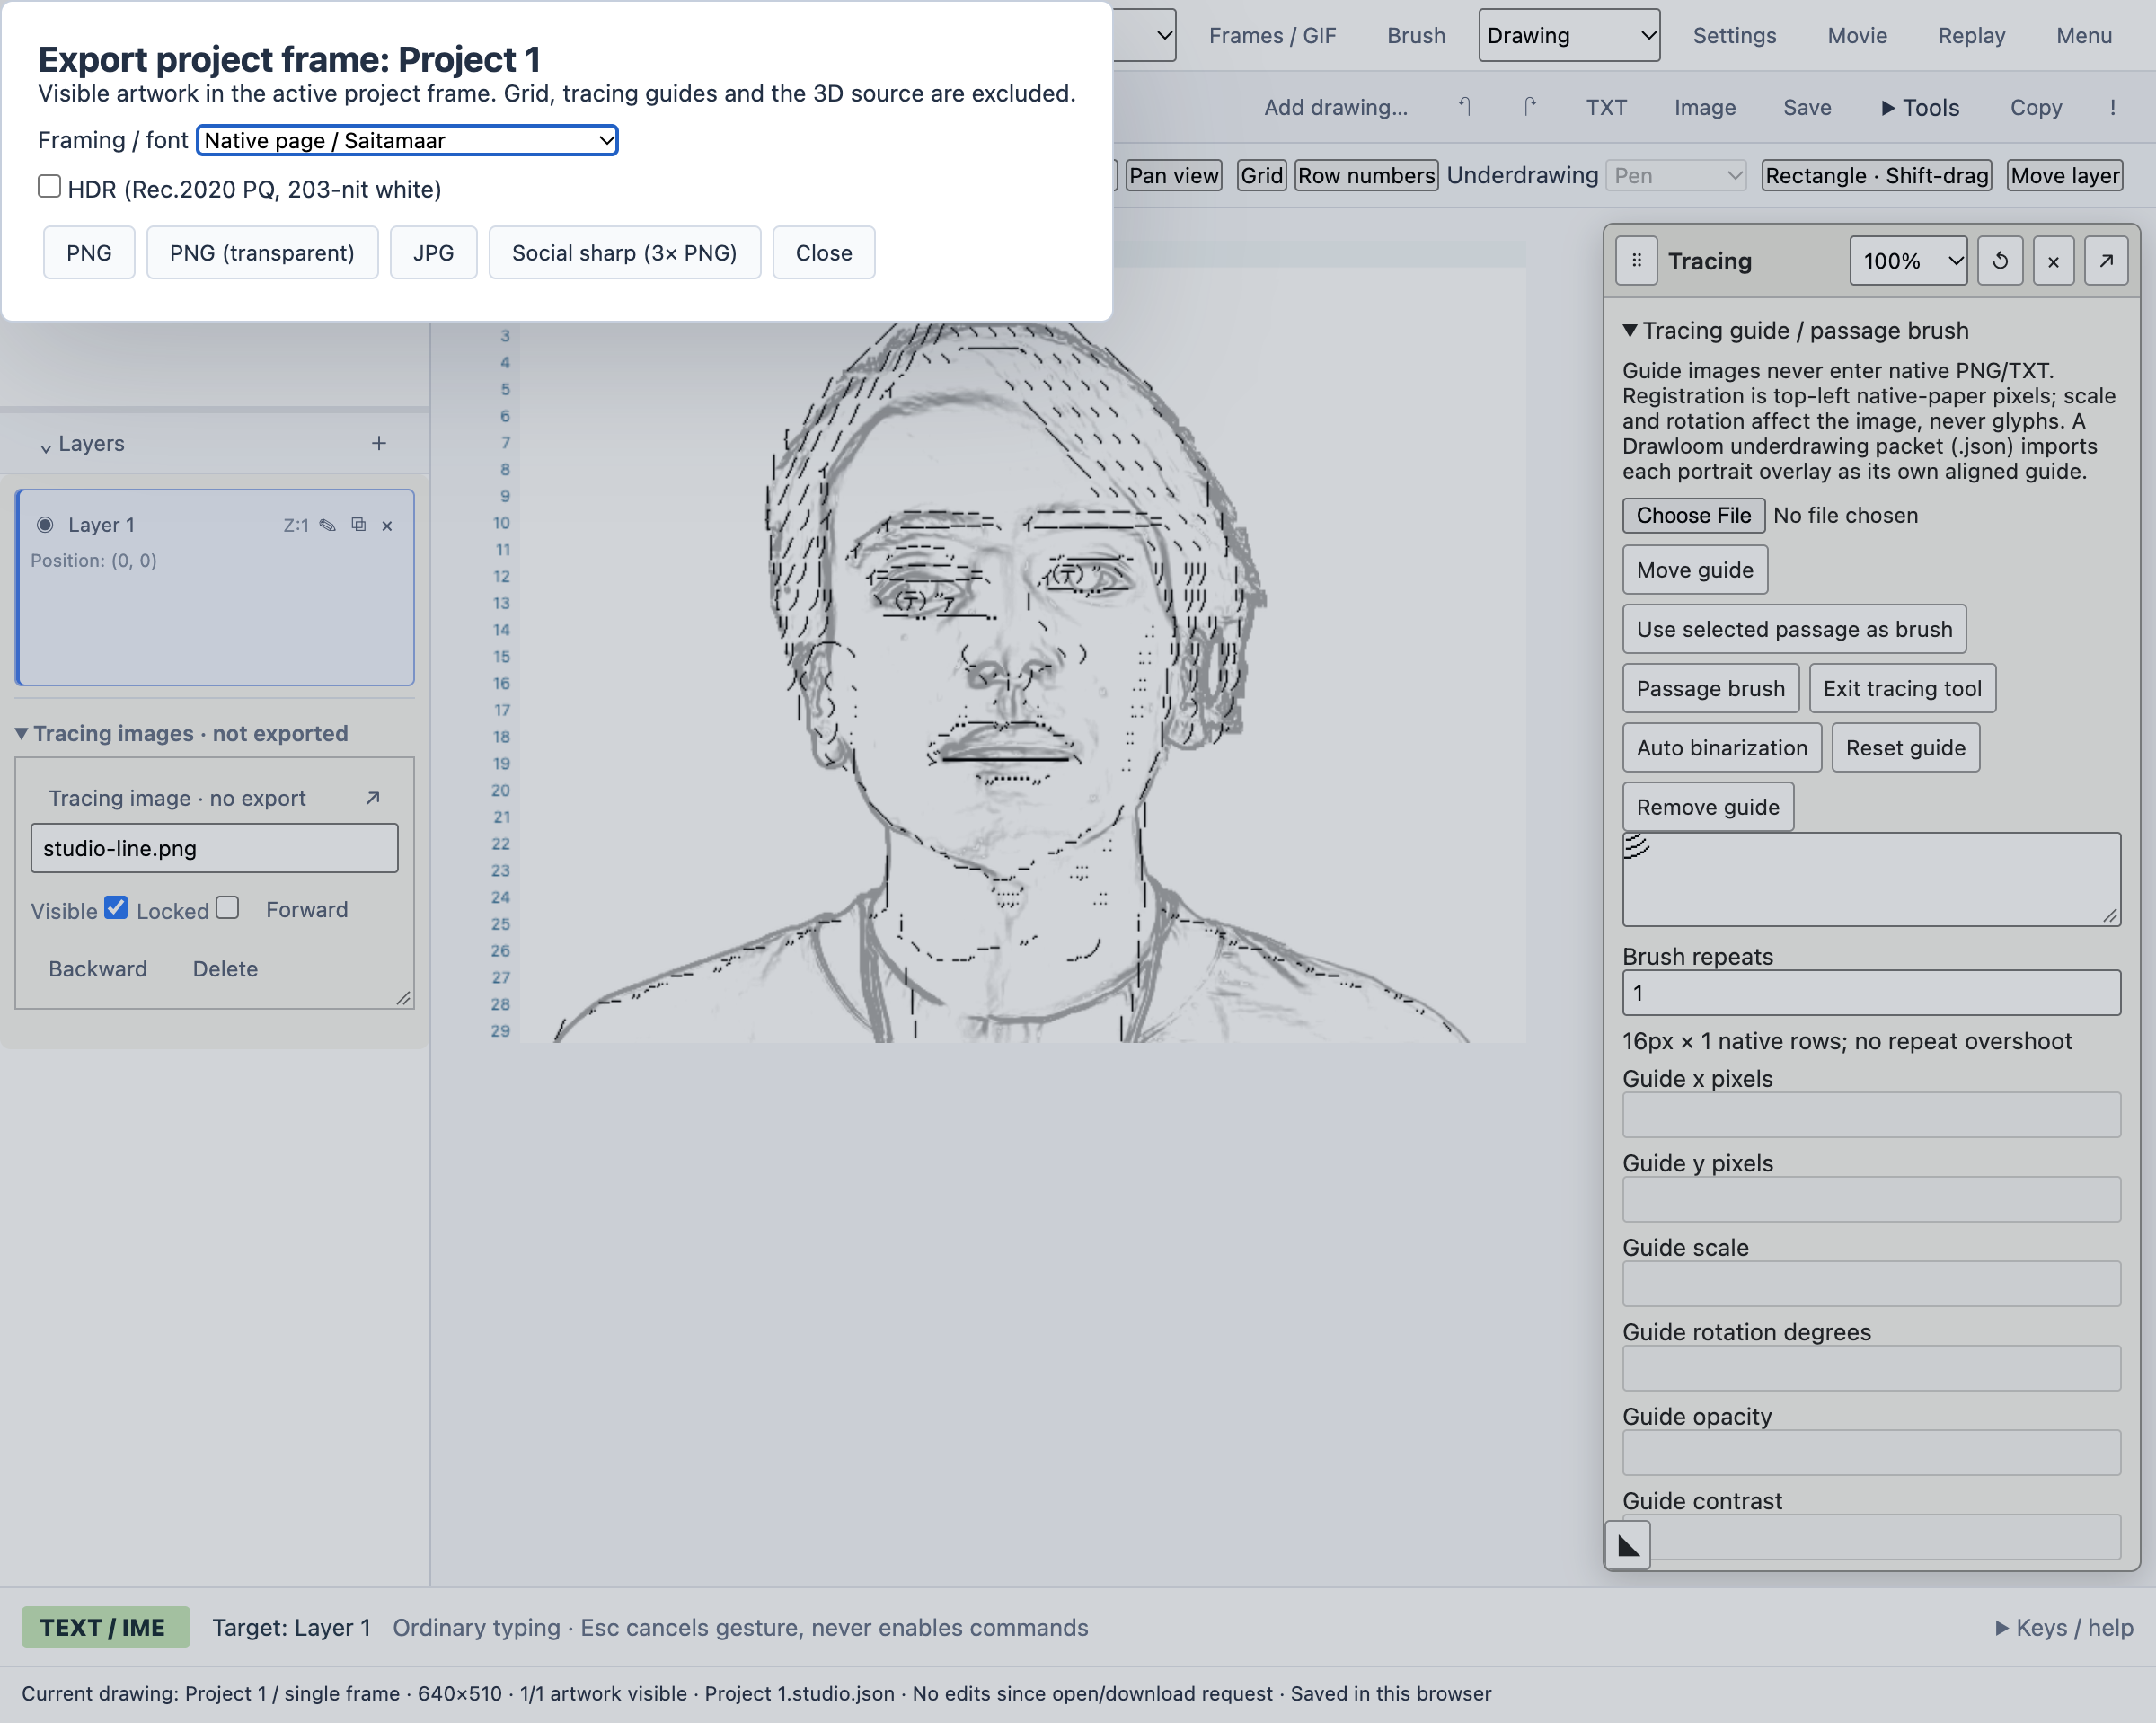 Export project frame: Project 1
Visible artwork in the active project frame. Grid, tracing guides and the 3D source are excluded.
Framing / font Native page / Saitamaar
HDR (Rec.2020 PQ, 203-nit white)
PNG PNG (transparent) JPG Social sharp (3× PNG) Close
Frames / GIF Brush Drawing Settings Movie Replay Menu
Add drawing... TXT Image Save ▶ Tools Copy !
Pan view Grid Row numbers Underdrawing Pen Rectangle · Shift-drag Move layer
Layers +
Layer 1 Z:1 ✎ ×
Position: (0, 0)
▼ Tracing images · not exported
Tracing image · no export ↗
studio-line.png
Visible Locked Forward
Backward Delete
3
4
5
6
7
8
9
10
11
12
13
14
15
16
17
18
19
20
21
22
23
24
25
26
27
28
29
Tracing 100% × ↗
▼ Tracing guide / passage brush
Guide images never enter native PNG/TXT.
Registration is top-left native-paper pixels; scale
and rotation affect the image, never glyphs. A
Drawloom underdrawing packet (.json) imports
each portrait overlay as its own aligned guide.
Choose File No file chosen
Move guide
Use selected passage as brush
Passage brush Exit tracing tool
Auto binarization Reset guide
Remove guide
Brush repeats
1
16px × 1 native rows; no repeat overshoot
Guide x pixels
Guide y pixels
Guide scale
Guide rotation degrees
Guide opacity
Guide contrast
TEXT / IME Target: Layer 1 Ordinary typing · Esc cancels gesture, never enables commands ▶ Keys / help
Current drawing: Project 1 / single frame · 640×510 · 1/1 artwork visible · Project 1.studio.json · No edits since open/download request · Saved in this browser